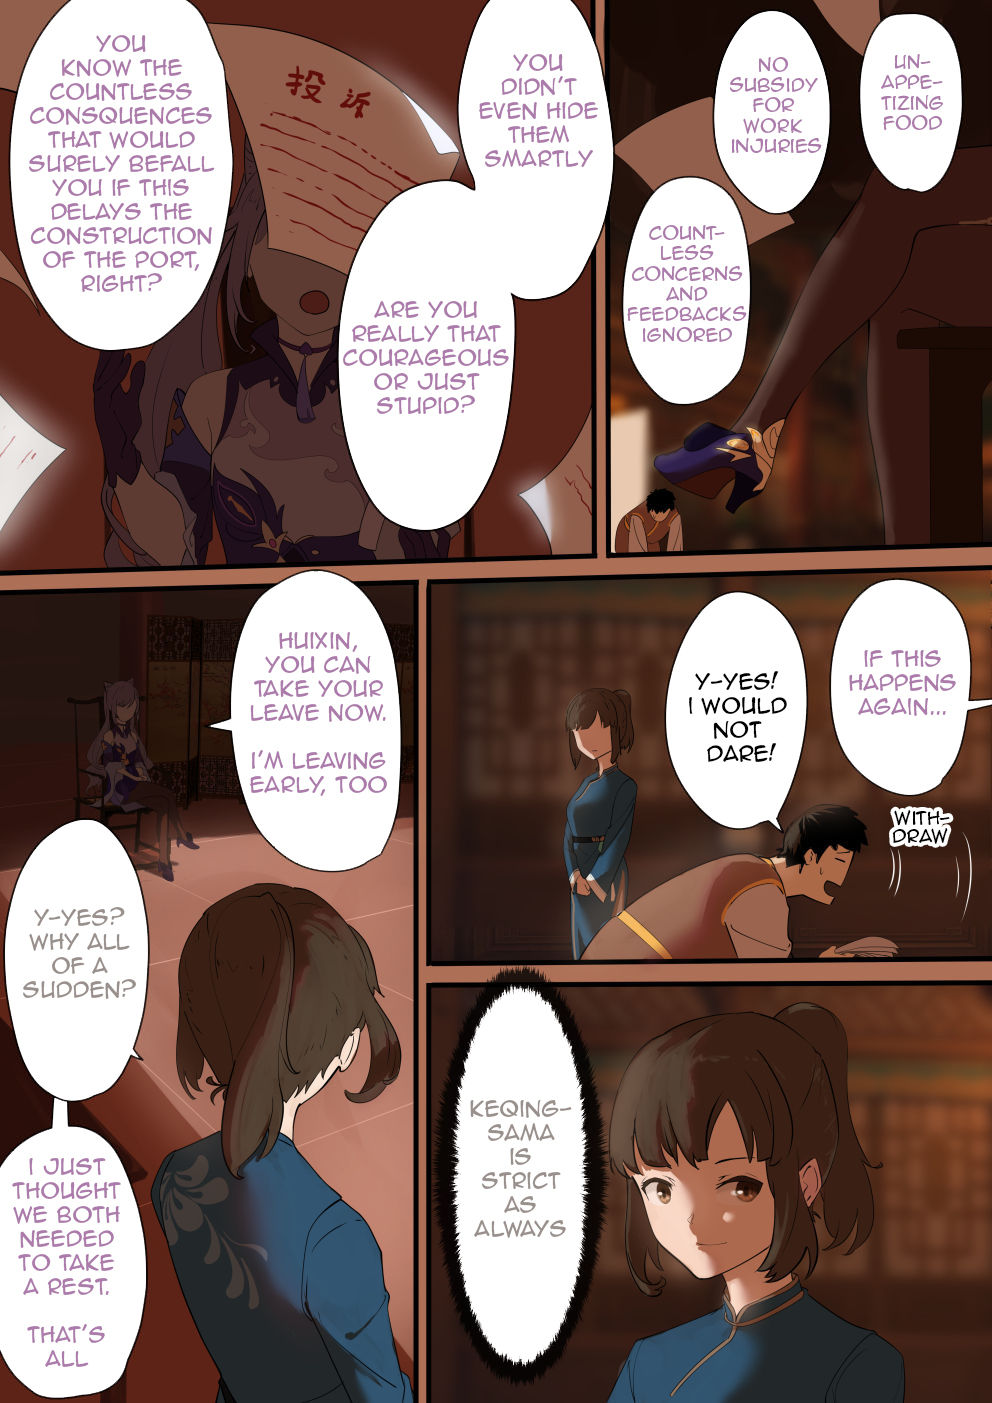 UN-
APPE-
TIZING
FOOD
NO
SUBSIDY
FOR
WORK
INJURIES
COUNT-
LESS
CONCERNS
AND
FEEDBACKS
IGNORED
YOU
DIDN'T
EVEN HIDE
THEM
SMARTLY
ARE YOU
REALLY THAT
COURAGEOUS
OR JUST
STUPID?
投诉
YOU
KNOW THE
COUNTLESS
CONSQUENCES
THAT WOULD
SURELY BEFALL
YOU IF THIS
DELAYS THE
CONSTRUCTION
OF THE PORT,
RIGHT?
IF THIS
HAPPENS
AGAIN...
Y-YES!
I WOULD
NOT
DARE!
WITH-
DRAW
HUIXIN,
YOU CAN
TAKE YOUR
LEAVE NOW.
I'M LEAVING
EARLY, TOO
Y-YES?
WHY ALL
OF A
SUDDEN?
I JUST
THOUGHT
WE BOTH
NEEDED
TO TAKE
A REST.
THAT'S
ALL
KEQING-
SAMA
IS
STRICT
AS
ALWAYS